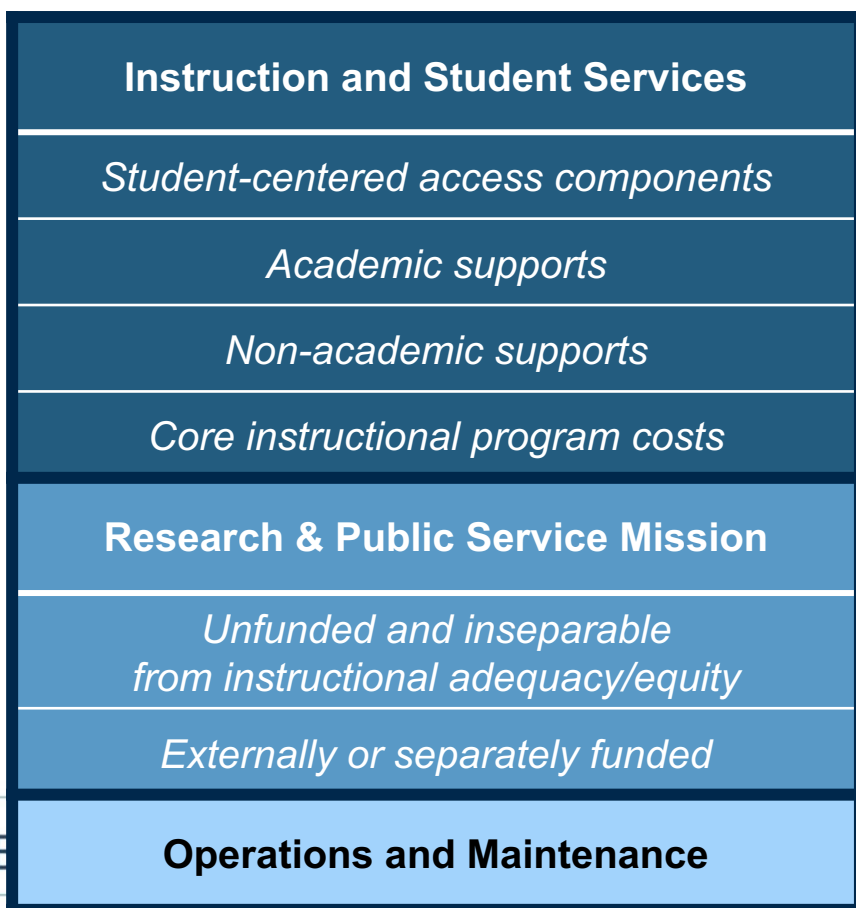 Instruction and Student Services
Student-centered access components
Academic supports
Non-academic supports
Core instructional program costs
Research & Public Service Mission
Unfunded and inseparable
from instructional adequacy/equity
Externally or separately funded
Operations and Maintenance